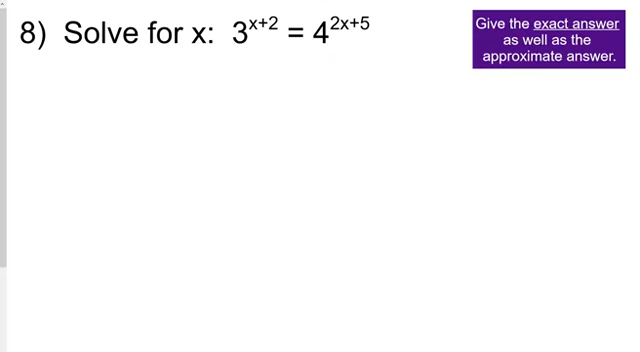 8) Solve for x: 3^{x+2} = 4^{2x+5}
Give the exact answer
as well as the
approximate answer.